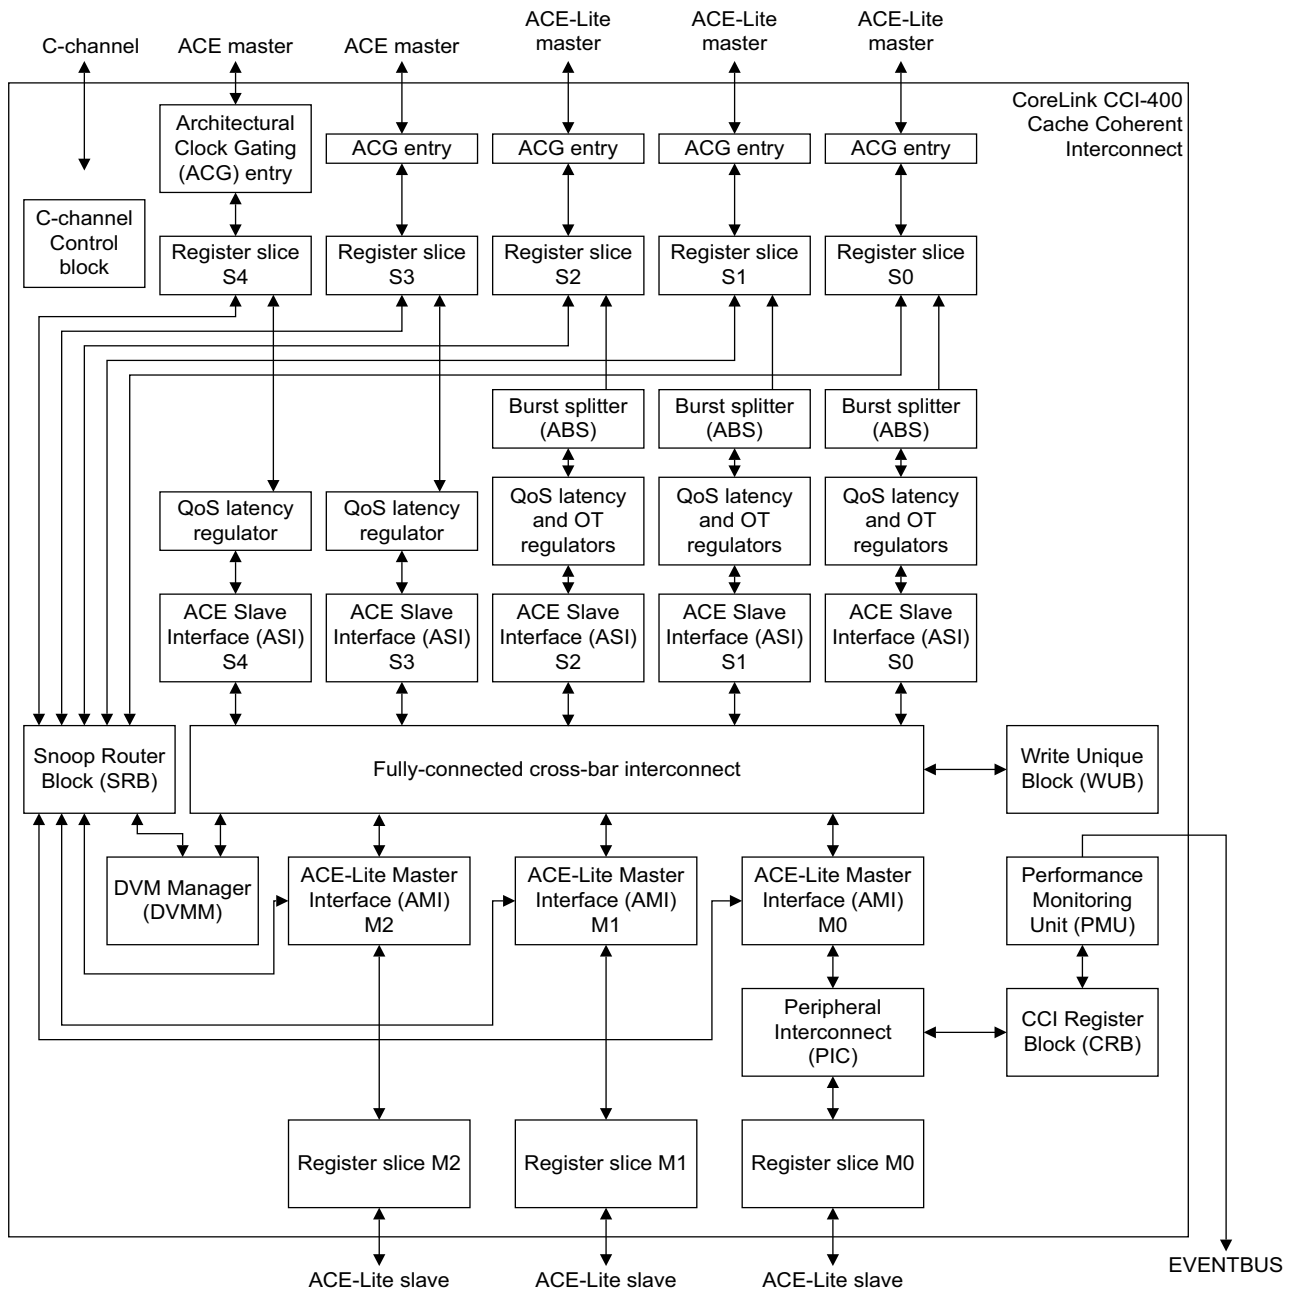 C-channel
ACE master
ACE master
ACE-Lite
master
ACE-Lite
master
ACE-Lite
master
CoreLink CCI-400
Cache Coherent
Interconnect
Architectural
Clock Gating
(ACG) entry
ACG entry
ACG entry
ACG entry
ACG entry
C-channel
Control
block
Register slice
S4
Register slice
S3
Register slice
S2
Register slice
S1
Register slice
S0
Burst splitter
(ABS)
Burst splitter
(ABS)
Burst splitter
(ABS)
QoS latency
regulator
QoS latency
regulator
QoS latency
and OT
regulators
QoS latency
and OT
regulators
QoS latency
and OT
regulators
ACE Slave
Interface (ASI)
S4
ACE Slave
Interface (ASI)
S3
ACE Slave
Interface (ASI)
S2
ACE Slave
Interface (ASI)
S1
ACE Slave
Interface (ASI)
S0
Snoop Router
Block (SRB)
Fully-connected cross-bar interconnect
Write Unique
Block (WUB)
DVM Manager
(DVMM)
ACE-Lite Master
Interface (AMI)
M2
ACE-Lite Master
Interface (AMI)
M1
ACE-Lite Master
Interface (AMI)
M0
Performance
Monitoring
Unit (PMU)
Peripheral
Interconnect
(PIC)
CCI Register
Block (CRB)
Register slice M2
Register slice M1
Register slice M0
ACE-Lite slave
ACE-Lite slave
ACE-Lite slave
EVENTBUS